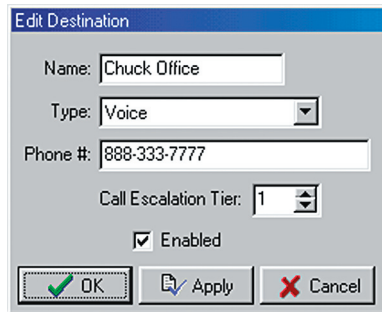 Edit Destination
Name: Chuck Office
Type: Voice
Phone #: 888-333-7777
Call Escalation Tier: 1
Enabled
OK Apply Cancel